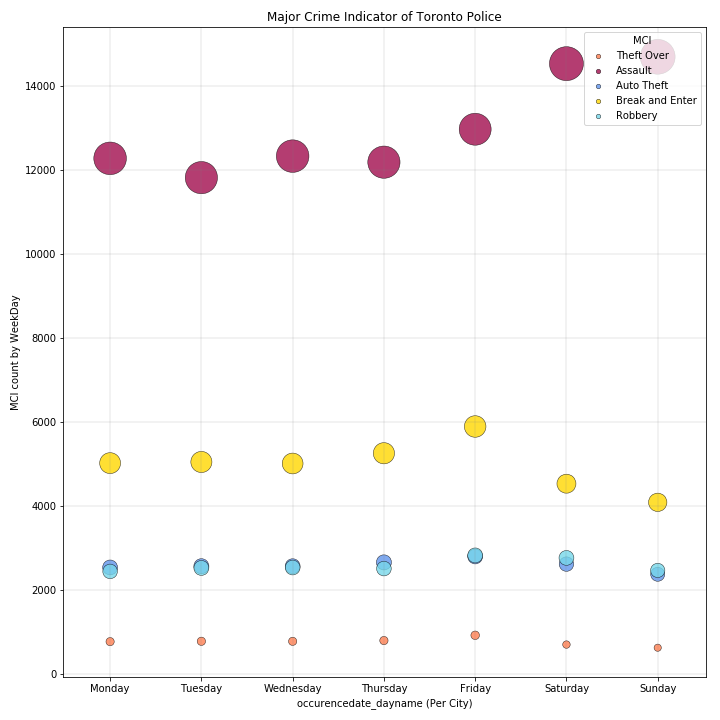 Major Crime Indicator of Toronto Police
MCI
Theft Over
Assault
Auto Theft
Break and Enter
Robbery
MCI count by WeekDay
14000
12000
10000
8000
6000
4000
2000
0
Monday
Tuesday
Wednesday
Thursday
Friday
Saturday
Sunday
occurencedate_dayname (Per City)